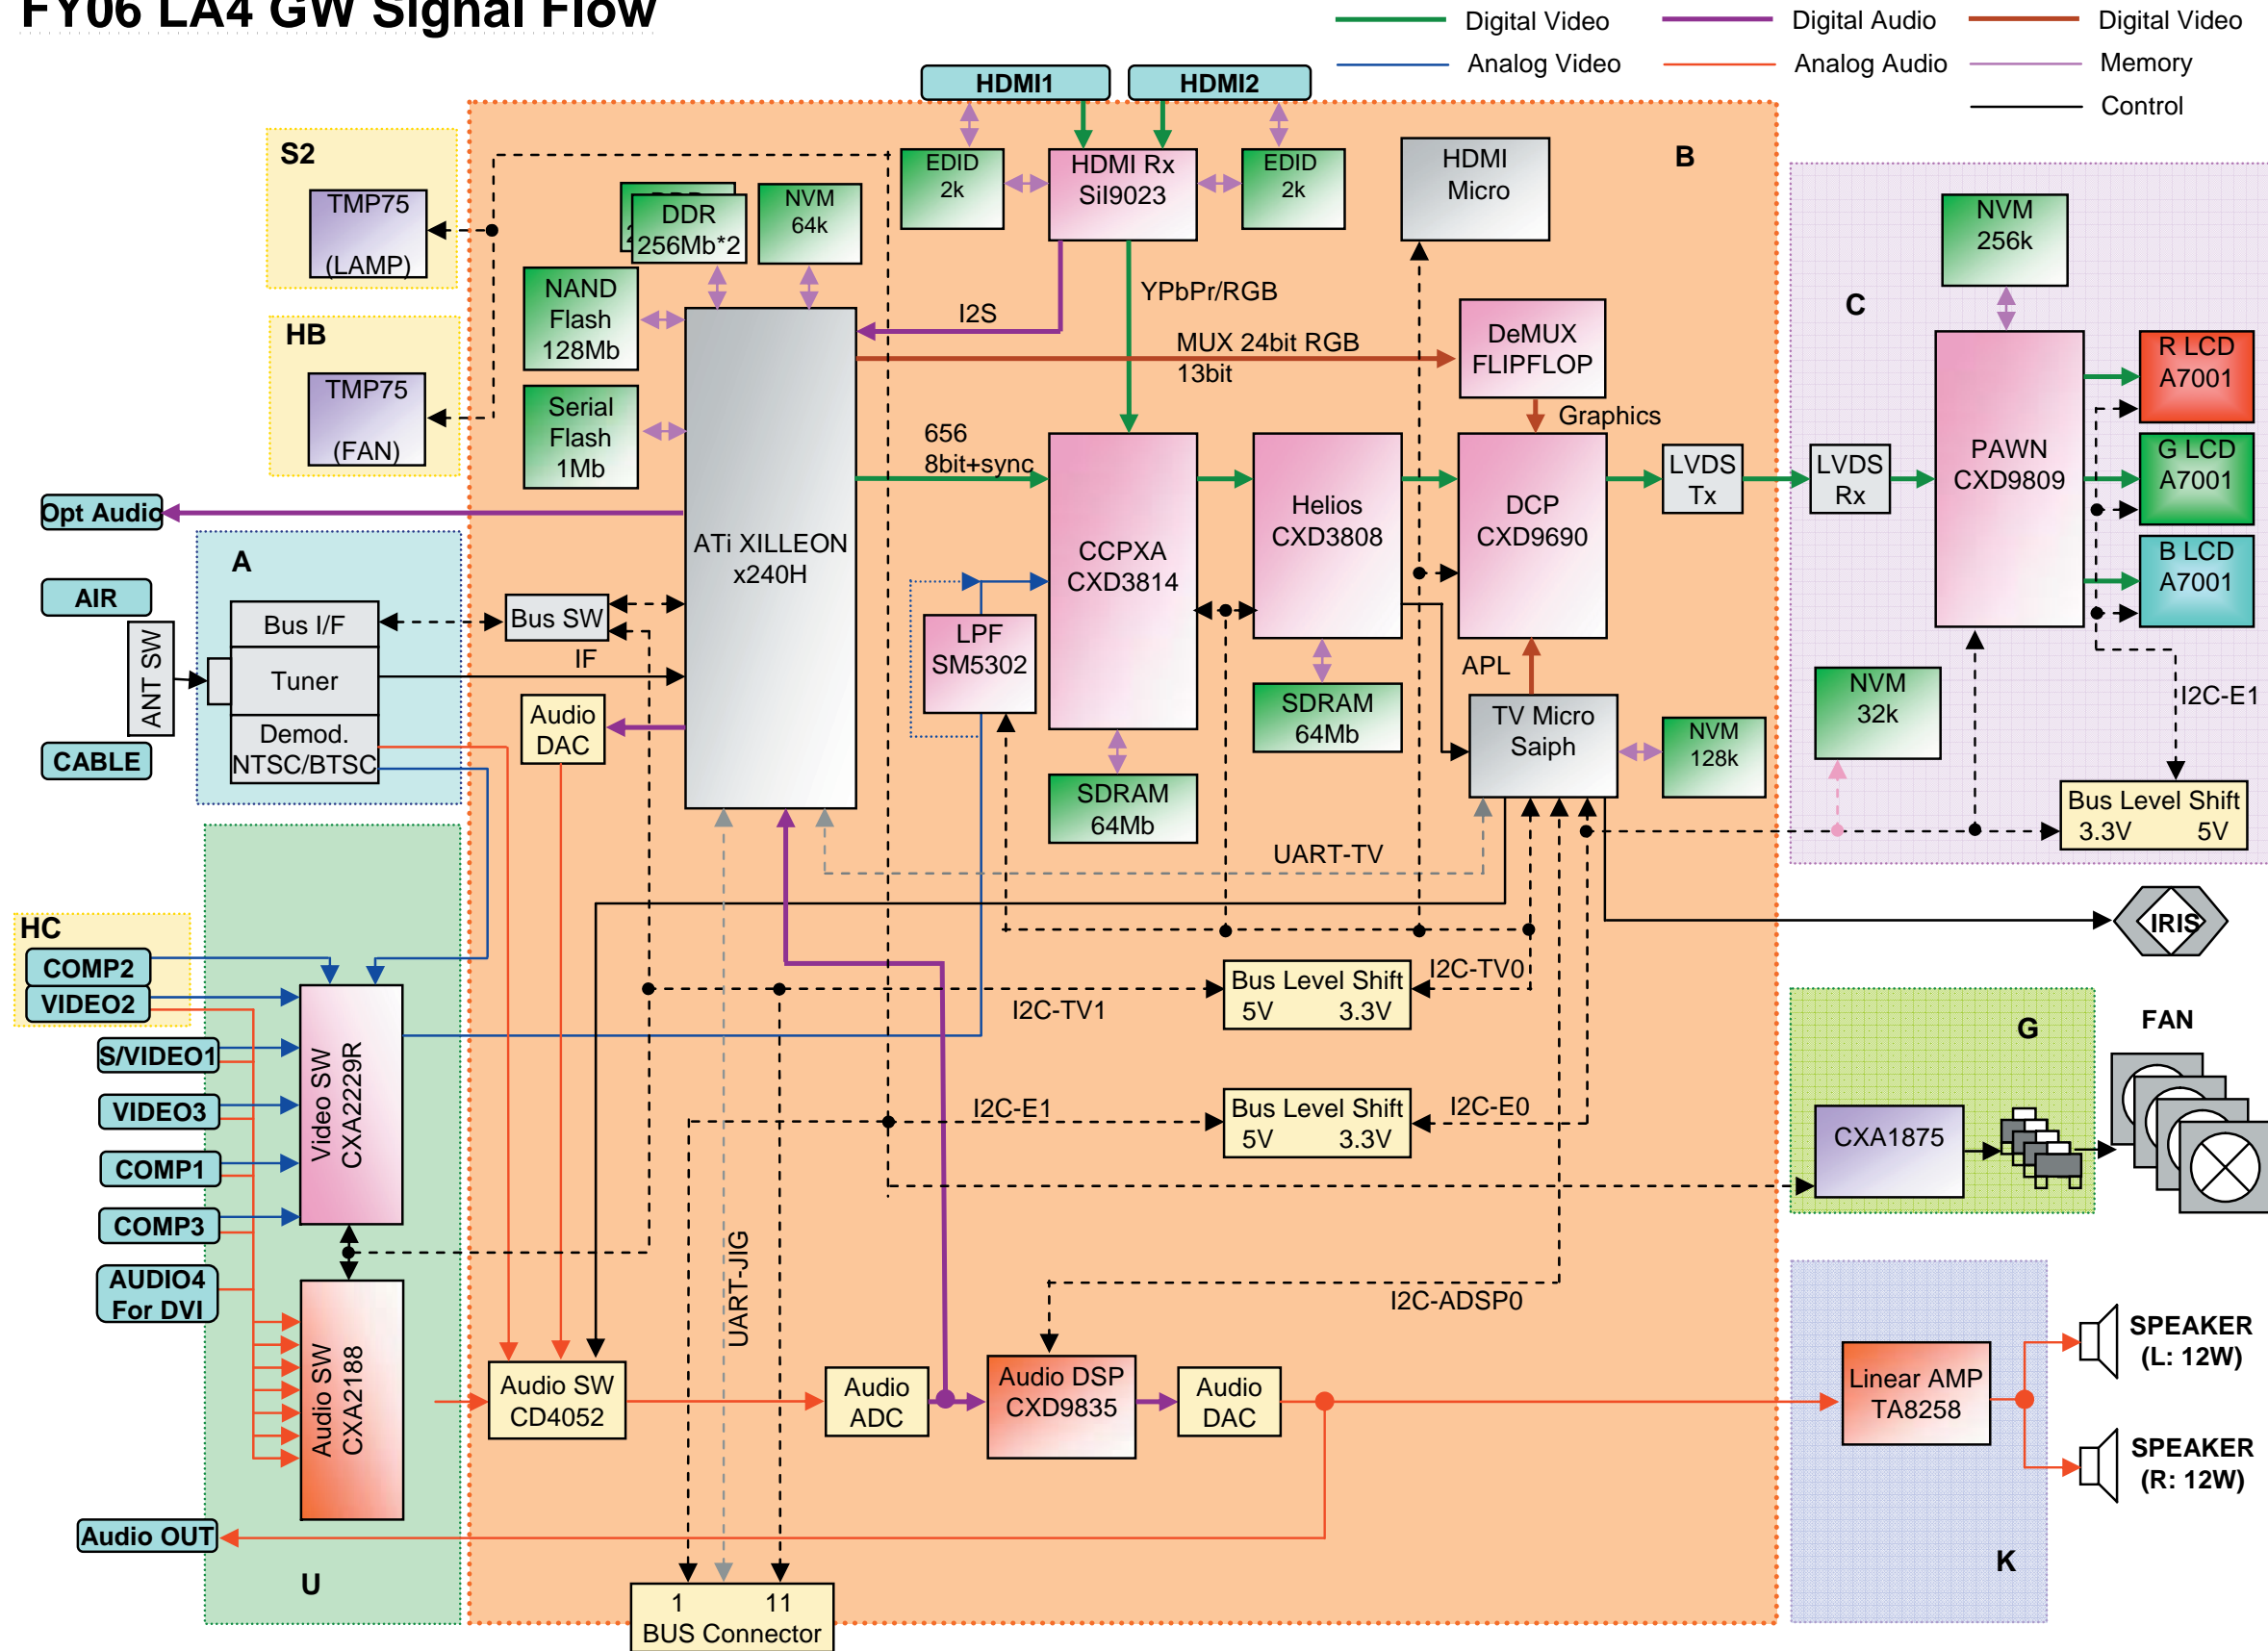 FY06 LA4 GW Signal Flow
Digital Video
Digital Audio
Digital Video
Analog Video
Analog Audio
Memory
Control
HDMI1
HDMI2
S2
TMP75
(LAMP)
HB
TMP75
(FAN)
B
EDID
2k
HDMI Rx
SiI9023
EDID
2k
HDMI
Micro
DDR
256Mb*2
NVM
64k
NAND
Flash
128Mb
Serial
Flash
1Mb
I2S
YPbPr/RGB
MUX 24bit RGB
13bit
DeMUX
FLIPFLOP
Graphics
656
8bit+sync
ATi XILLEON
x240H
CCPXA
CXD3814
Helios
CXD3808
DCP
CXD9690
LVDS
Tx
LVDS
Rx
C
NVM
256k
PAWN
CXD9809
R LCD
A7001
G LCD
A7001
B LCD
A7001
NVM
32k
I2C-E1
Bus Level Shift
3.3V 5V
Opt Audio
A
AIR
ANT SW
CABLE
Bus I/F
Tuner
Demod.
NTSC/BTSC
Bus SW
IF
Audio
DAC
LPF
SM5302
SDRAM
64Mb
SDRAM
64Mb
APL
TV Micro
Saiph
NVM
128k
UART-TV
IRIS
HC
COMP2
VIDEO2
S/VIDEO1
VIDEO3
COMP1
COMP3
AUDIO4
For DVI
Video SW
CXA2229R
Audio SW
CXA2188
Audio OUT
U
Bus Level Shift
5V 3.3V
I2C-TV0
I2C-TV1
Bus Level Shift
5V 3.3V
I2C-E1
I2C-E0
G
FAN
CXA1875
UART-JIG
I2C-ADSP0
Audio SW
CD4052
Audio
ADC
Audio DSP
CXD9835
Audio
DAC
Linear AMP
TA8258
SPEAKER
(L: 12W)
SPEAKER
(R: 12W)
K
1 11
BUS Connector